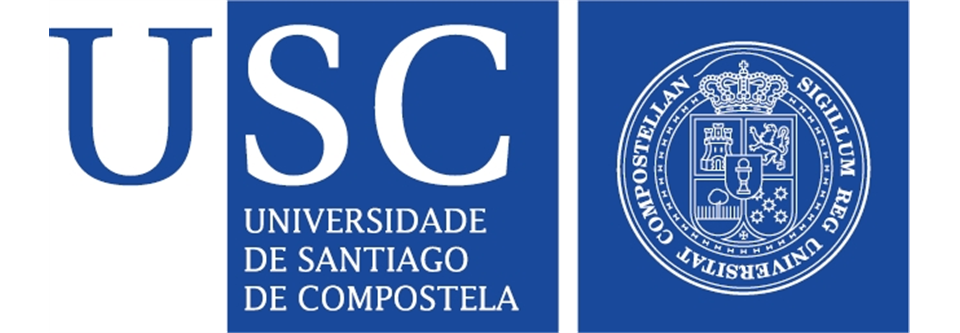 USC
UNIVERSIDADE
DE SANTIAGO
DE COMPOSTELA
SIGILLUM REG UNIVERSITAT COMPOSTELLAN